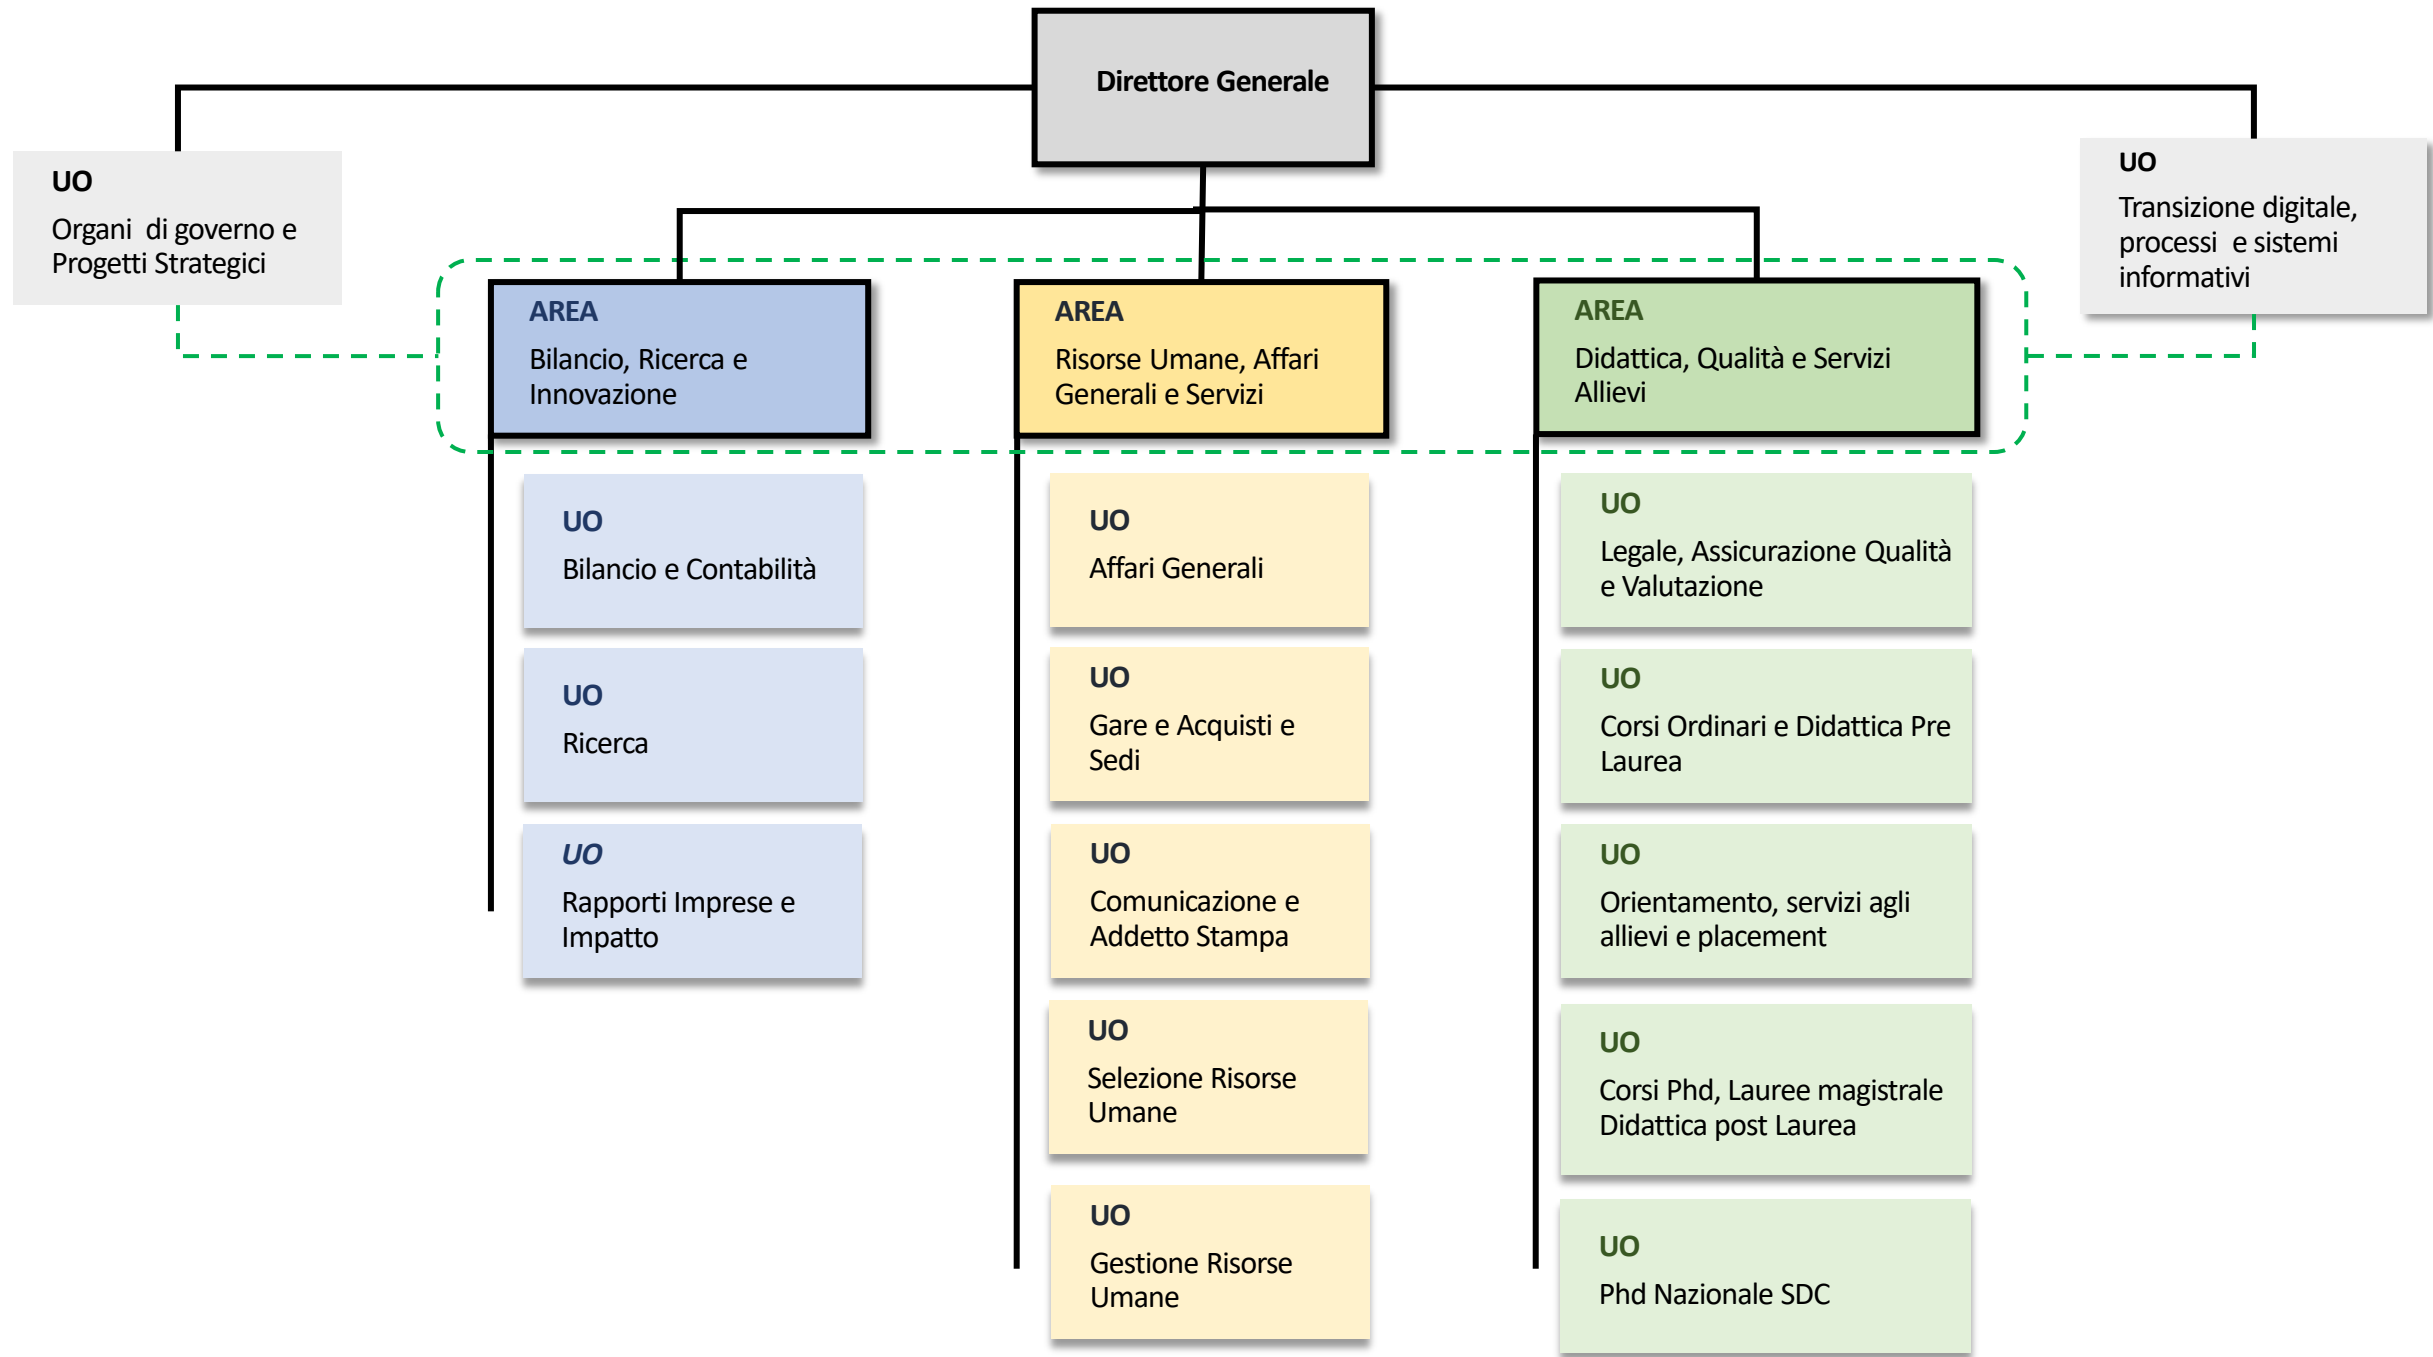 Direttore Generale
UO
Organi di governo e
Progetti Strategici
UO
Transizione digitale,
processi e sistemi
informativi
AREA
Bilancio, Ricerca e
Innovazione
AREA
Risorse Umane, Affari
Generali e Servizi
AREA
Didattica, Qualità e Servizi
Allievi
UO
Bilancio e Contabilità
UO
Ricerca
UO
Rapporti Imprese e
Impatto
UO
Affari Generali
UO
Gare e Acquisti e
Sedi
UO
Comunicazione e
Addetto Stampa
UO
Selezione Risorse
Umane
UO
Gestione Risorse
Umane
UO
Legale, Assicurazione Qualità
e Valutazione
UO
Corsi Ordinari e Didattica Pre
Laurea
UO
Orientamento, servizi agli
allievi e placement
UO
Corsi Phd, Lauree magistrale
Didattica post Laurea
UO
Phd Nazionale SDC